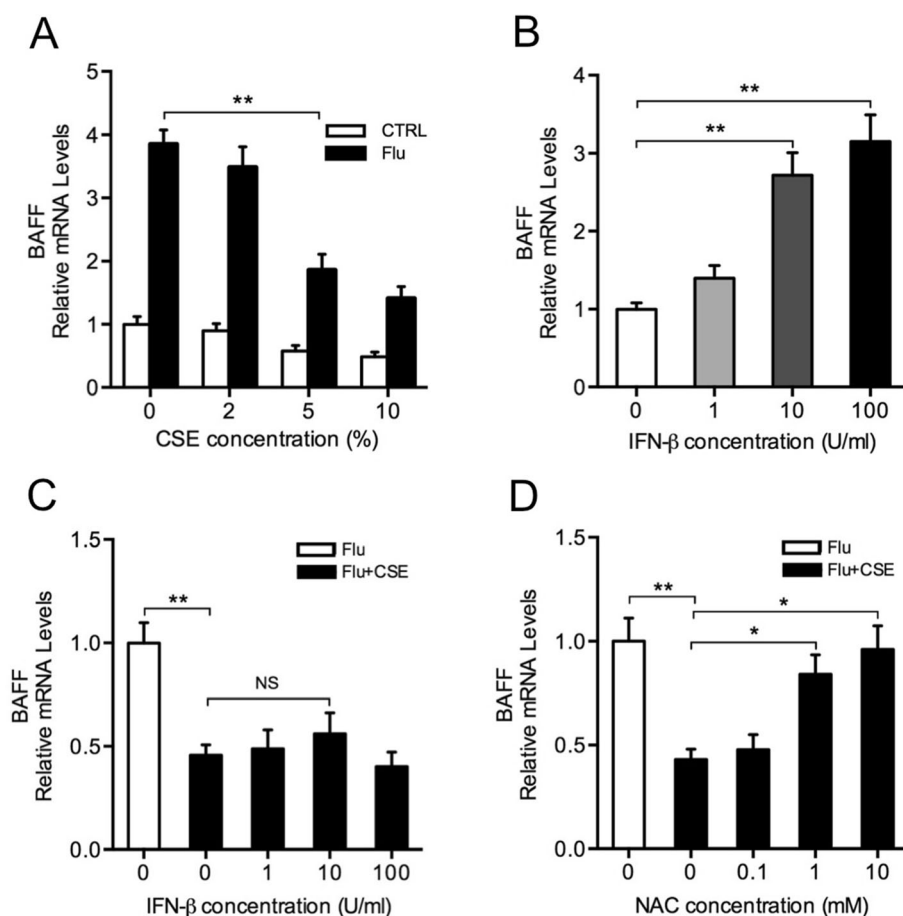 A
BAFF
Relative mRNA Levels
5
4
3
2
1
0
**
CTRL
Flu
0 2 5 10
CSE concentration (%)
B
BAFF
Relative mRNA Levels
4
3
2
1
0
**
**
0 1 10 100
IFN-β concentration (U/ml)
C
BAFF
Relative mRNA Levels
1.5
1.0
0.5
0.0
Flu
Flu+CSE
**
NS
0 0 1 10 100
IFN-β concentration (U/ml)
D
BAFF
Relative mRNA Levels
1.5
1.0
0.5
0.0
Flu
Flu+CSE
**
*
*
0 0 0.1 1 10
NAC concentration (mM)